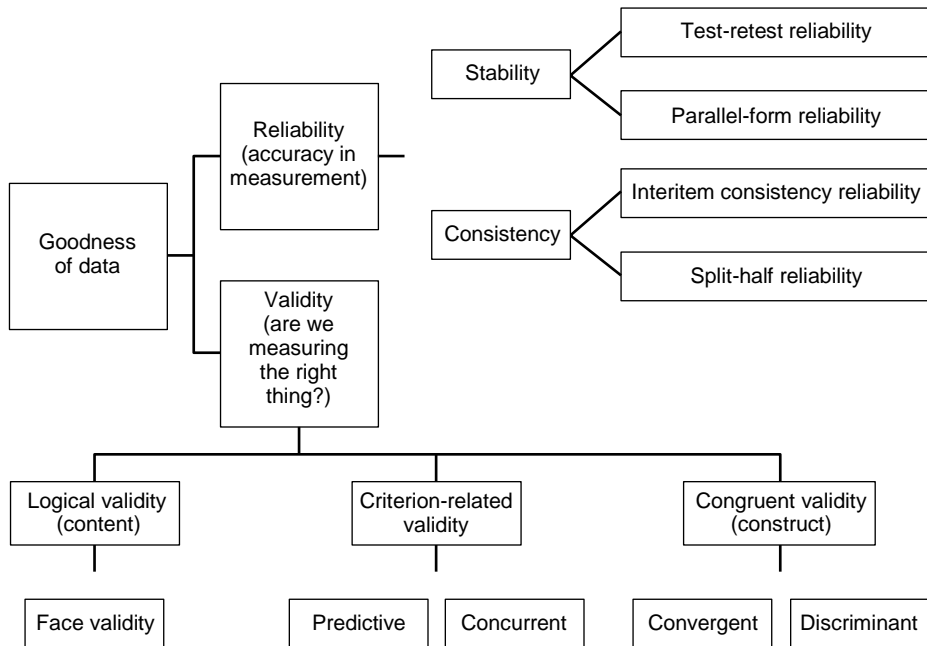 Test-retest reliability
Stability
Parallel-form reliability
Reliability
(accuracy in
measurement)
Interitem consistency reliability
Consistency
Split-half reliability
Goodness
of data
Validity
(are we
measuring
the right
thing?)
Logical validity
(content)
Criterion-related
validity
Congruent validity
(construct)
Face validity
Predictive
Concurrent
Convergent
Discriminant